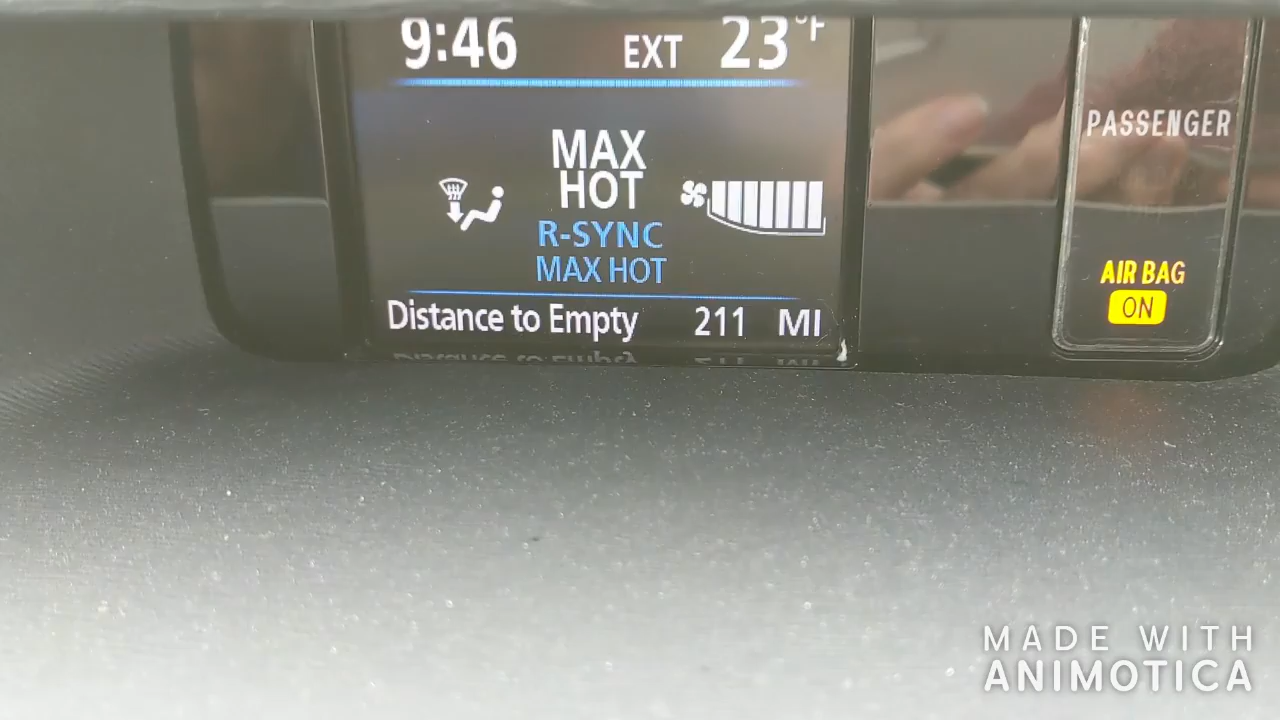 9:46 EXT 23°F
MAX
HOT
R-SYNC
MAX HOT
Distance to Empty 211 MI
PASSENGER
AIR BAG
ON
MADE WITH
ANIMOTICA